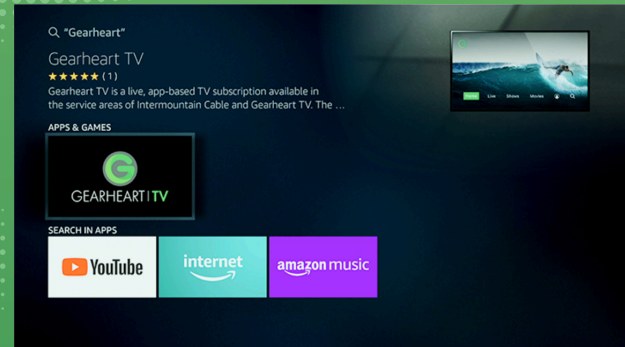 "Gearheart"
Gearheart TV
(1)
Gearheart TV is a live, app-based TV subscription available in
the service areas of Intermountain Cable and Gearheart TV. The ...
Home Live Shows Movies
APPS & GAMES
GEARHEART|TV
SEARCH IN APPS
YouTube
internet
amazon music